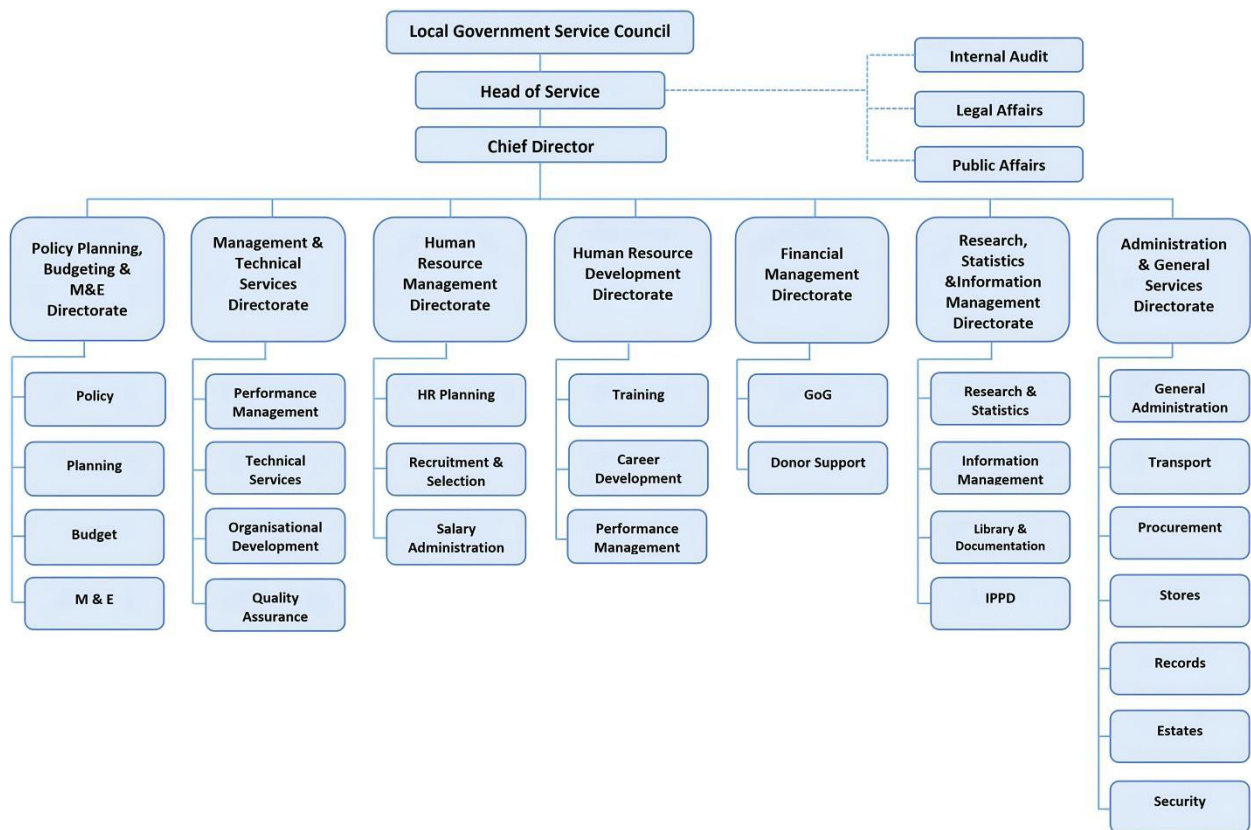 Local Government Service Council
Head of Service
Chief Director
Internal Audit
Legal Affairs
Public Affairs
Policy Planning,
Budgeting &
M&E
Directorate
Policy
Planning
Budget
M & E
Management &
Technical
Services
Directorate
Performance
Management
Technical
Services
Organisational
Development
Quality
Assurance
Human
Resource
Management
Directorate
HR Planning
Recruitment &
Selection
Salary
Administration
Human Resource
Development
Directorate
Training
Career
Development
Performance
Management
Financial
Management
Directorate
GoG
Donor Support
Research,
Statistics
&Information
Management
Directorate
Research &
Statistics
Information
Management
Library &
Documentation
IPPD
Administration
& General
Services
Directorate
General
Administration
Transport
Procurement
Stores
Records
Estates
Security